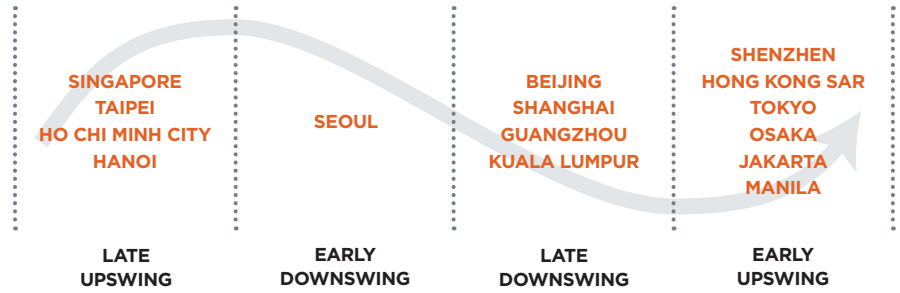 SINGAPORE
TAIPEI
HO CHI MINH CITY
HANOI
LATE
UPSWING
SEOUL
EARLY
DOWNSWING
BEIJING
SHANGHAI
GUANGZHOU
KUALA LUMPUR
LATE
DOWNSWING
SHENZHEN
HONG KONG SAR
TOKYO
OSAKA
JAKARTA
MANILA
EARLY
UPSWING